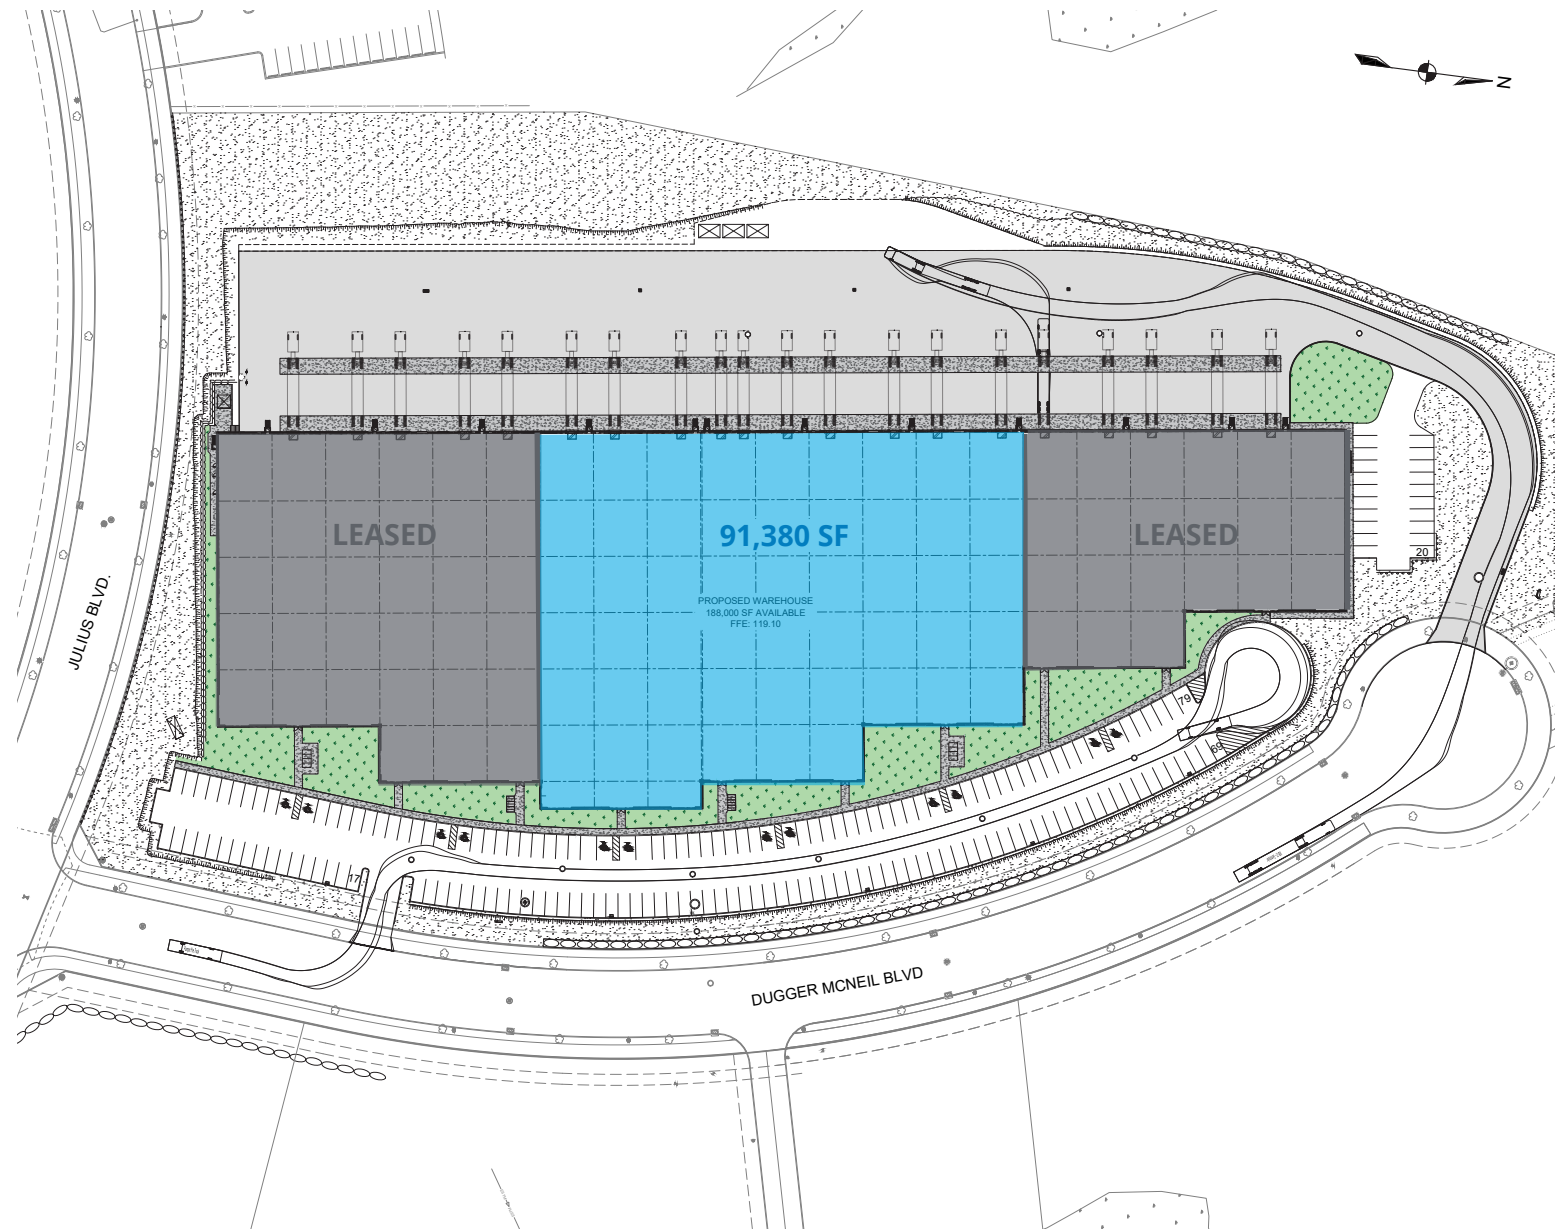 N
LEASED
91,380 SF
LEASED
20
PROPOSED WAREHOUSE
188,000 SF AVAILABLE
FFE: 119.10
JULIUS BLVD.
79
69
17
DUGGER MCNEIL BLVD